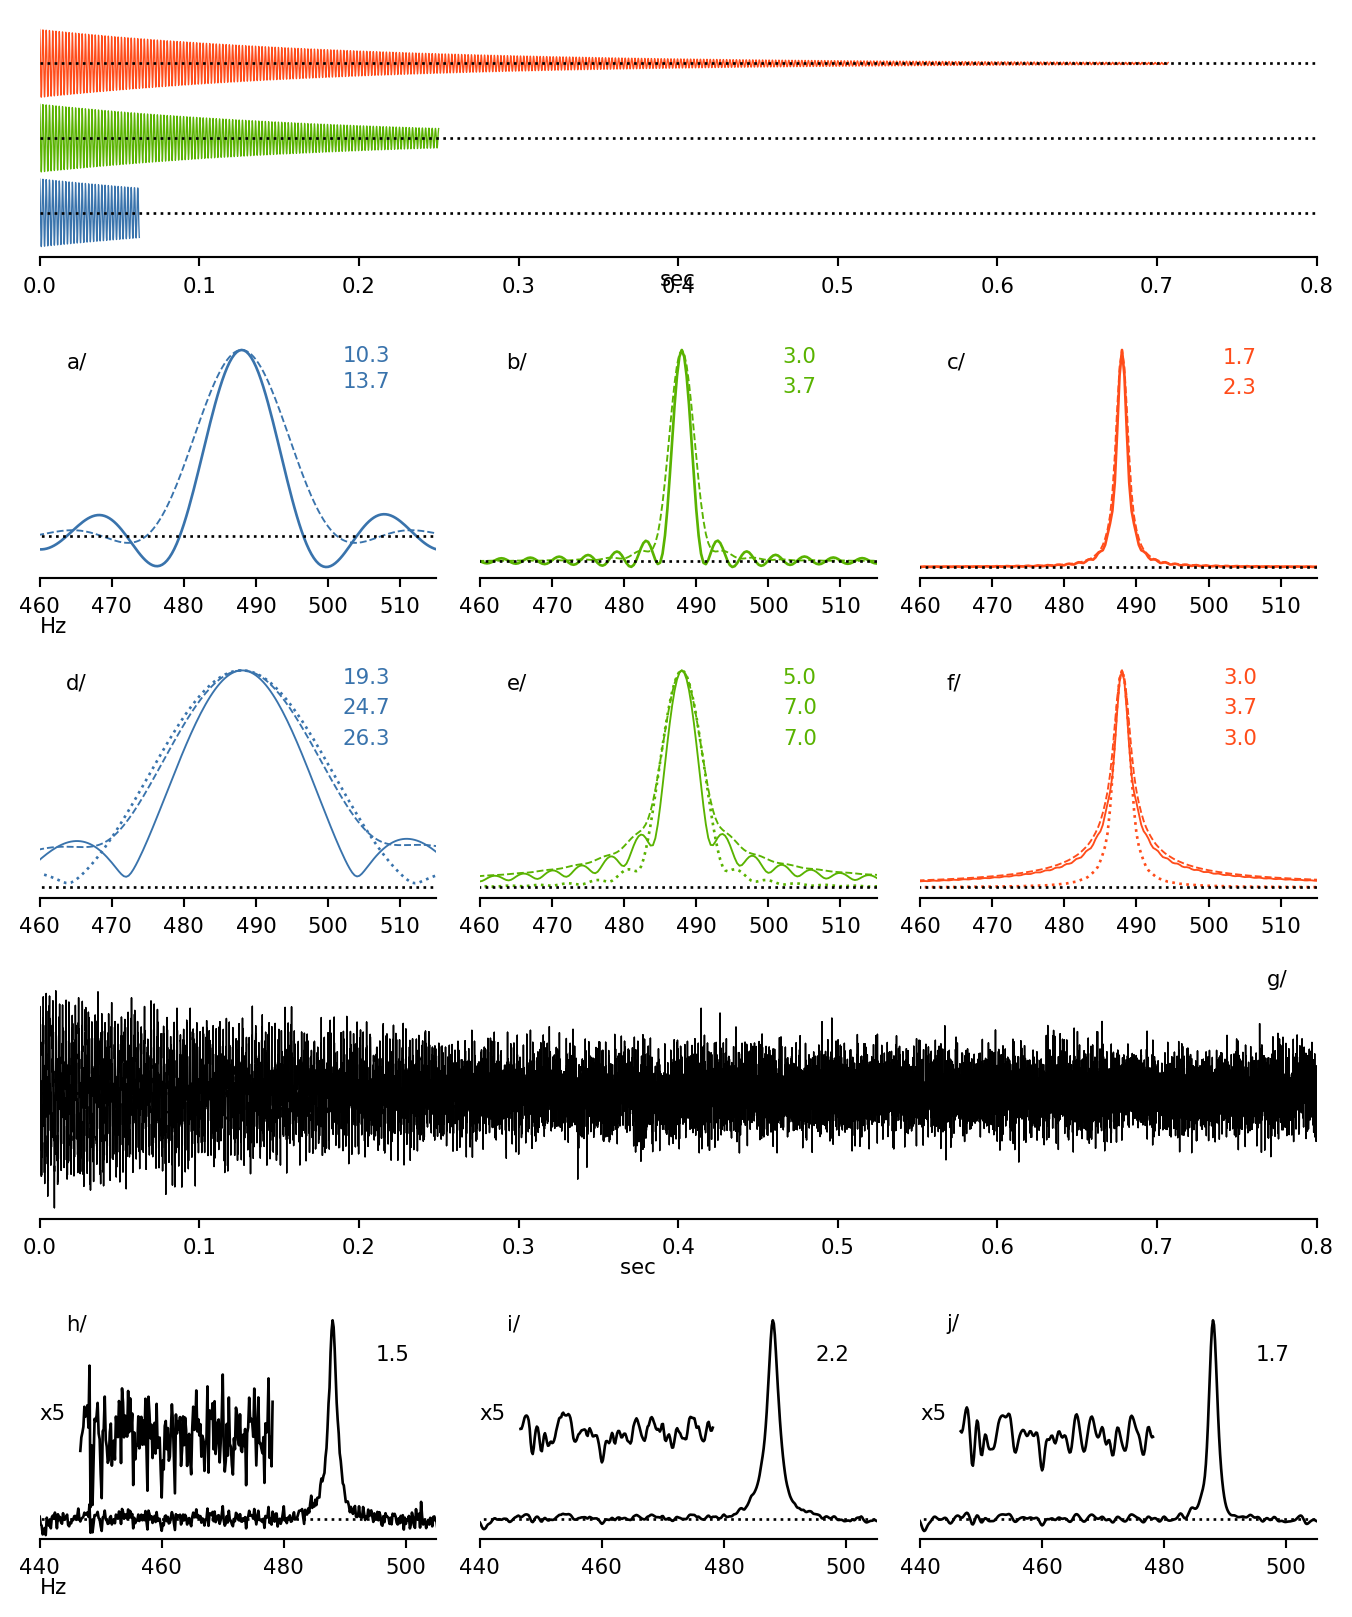 0.0 0.1 0.2 0.3 0.4 0.5 0.6 0.7 0.8
sec
a/ 10.3 b/ 3.0 c/ 1.7
13.7 3.7 2.3
460 470 480 490 500 510 460 470 480 490 500 510 460 470 480 490 500 510
Hz
d/ 19.3 e/ 5.0 f/ 3.0
24.7 7.0 3.7
26.3 7.0 3.0
460 470 480 490 500 510 460 470 480 490 500 510 460 470 480 490 500 510
g/
0.0 0.1 0.2 0.3 0.4 0.5 0.6 0.7 0.8
sec
h/ i/ j/
1.5 2.2 1.7
x5 x5 x5
440 460 480 500 440 460 480 500 440 460 480 500
Hz